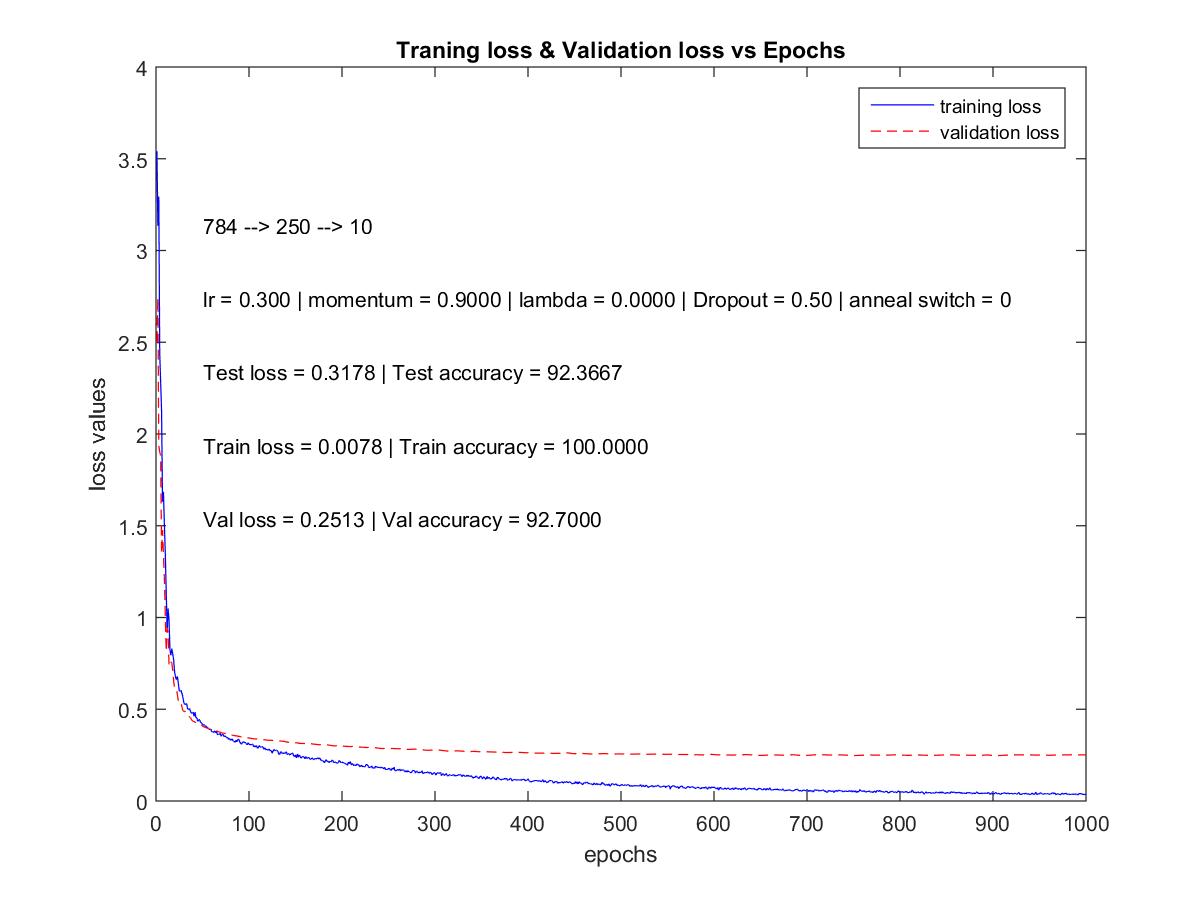 Traning loss & Validation loss vs Epochs
4
3.5
3
2.5
2
1.5
1
0.5
0
loss values
training loss
validation loss
784 --> 250 --> 10
lr = 0.300 | momentum = 0.9000 | lambda = 0.0000 | Dropout = 0.50 | anneal switch = 0
Test loss = 0.3178 | Test accuracy = 92.3667
Train loss = 0.0078 | Train accuracy = 100.0000
Val loss = 0.2513 | Val accuracy = 92.7000
0 100 200 300 400 500 600 700 800 900 1000
epochs